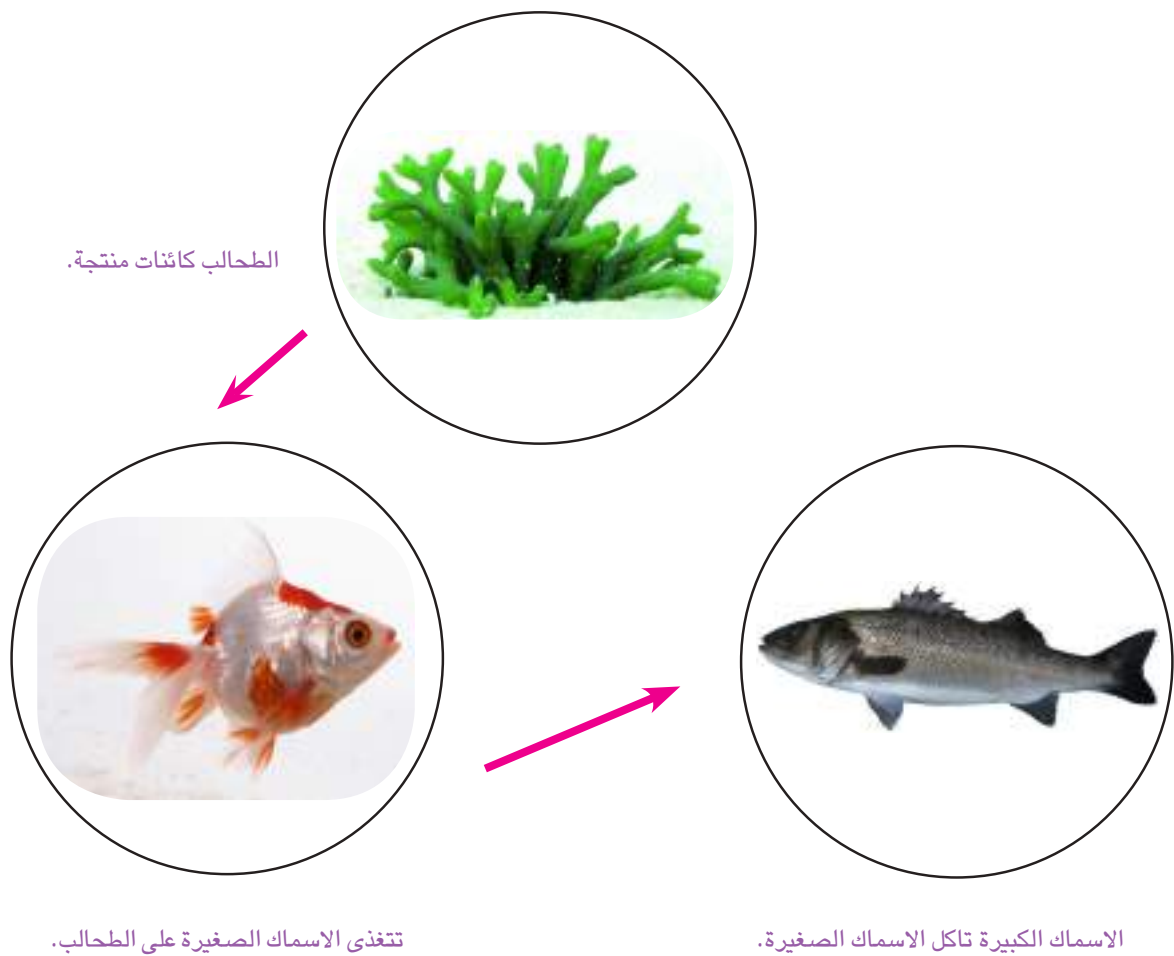 الطحالب كائنات منتجة.
تتغذى الاسماك الصغيرة على الطحالب.
الاسماك الكبيرة تاكل الاسماك الصغيرة.